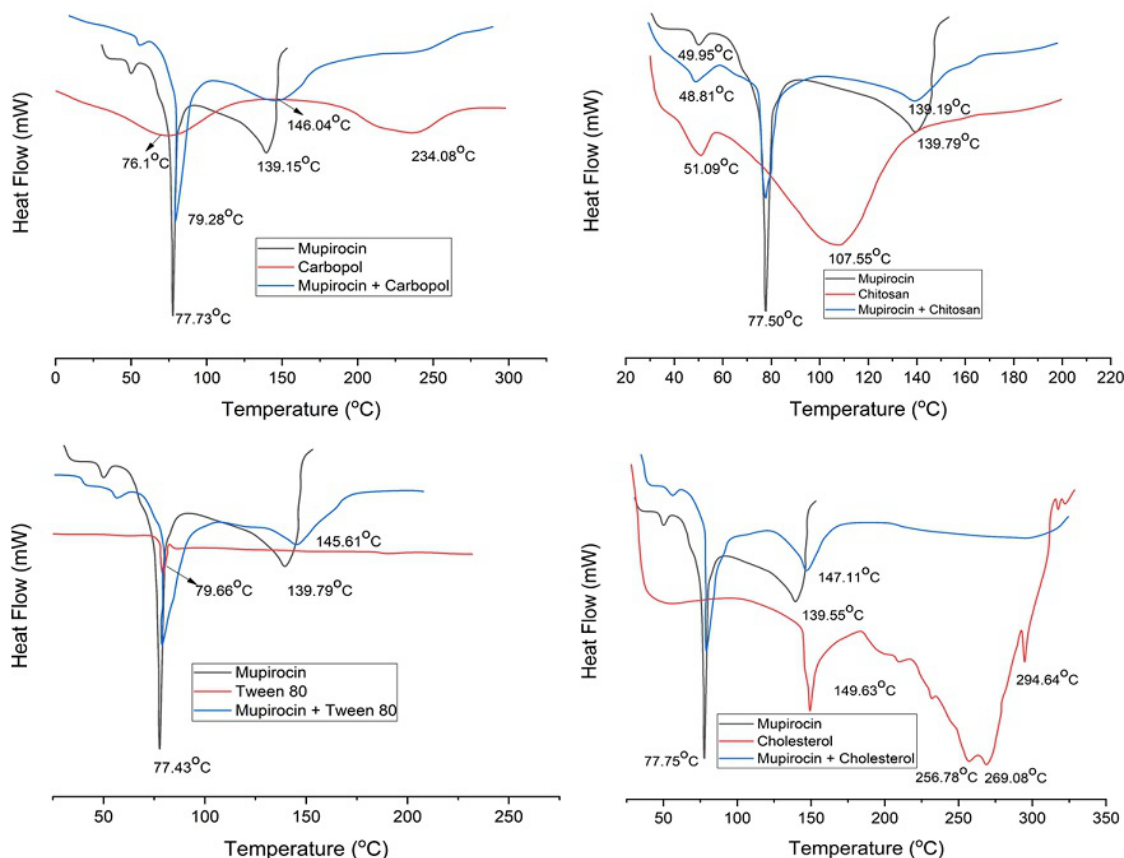 Heat Flow (mW)
146.04°C
76.1°C
139.15°C
234.08°C
79.28°C
Mupirocin
Carbopol
Mupirocin + Carbopol
77.73°C
0 50 100 150 200 250 300
Temperature (°C)
Heat Flow (mW)
49.95°C
48.81°C
139.19°C
139.79°C
51.09°C
107.55°C
Mupirocin
Chitosan
Mupirocin + Chitosan
77.50°C
20 40 60 80 100 120 140 160 180 200 220
Temperature (°C)
Heat Flow (mW)
145.61°C
79.66°C
139.79°C
Mupirocin
Tween 80
Mupirocin + Tween 80
77.43°C
50 100 150 200 250
Temperature (°C)
Heat Flow (mW)
147.11°C
139.55°C
149.63°C
294.64°C
Mupirocin
Cholesterol
Mupirocin + Cholesterol
77.75°C
256.78°C
269.08°C
50 100 150 200 250 300 350
Temperature (°C)